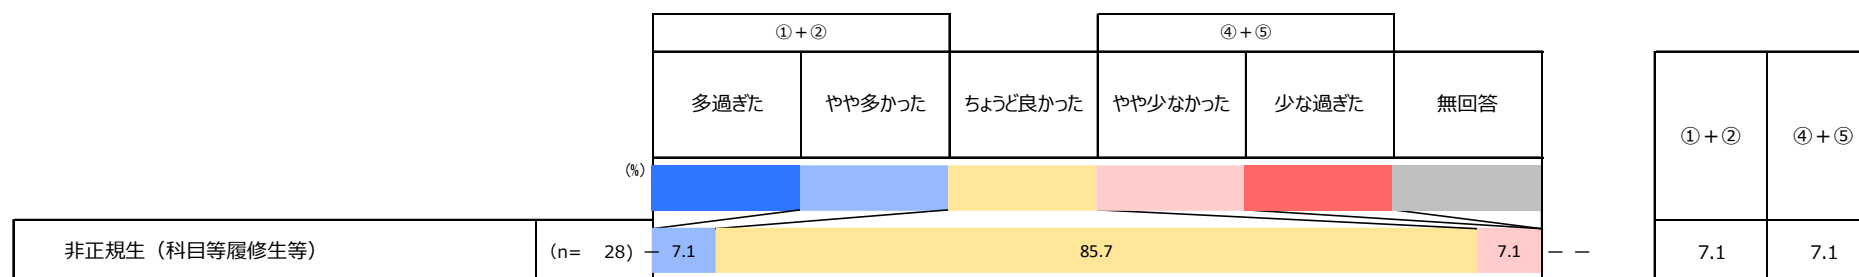 ①+② ④+⑤
多過ぎた やや多かった ちょうど良かった やや少なかった 少な過ぎた 無回答
①+② ④+⑤
(%)
非正規生（科目等履修生等） (n= 28) － 7.1 85.7 7.1 － － 7.1 7.1